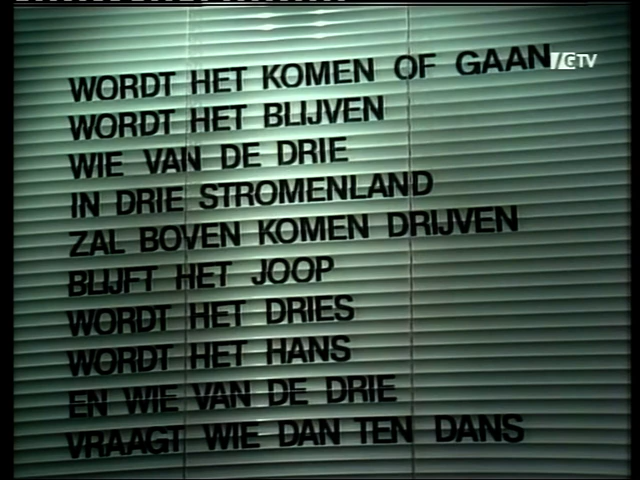 WORDT HET KOMEN OF GAAN
WORDT HET BLIJVEN
WIE VAN DE DRIE
IN DRIE STROMENLAND
ZAL BOVEN KOMEN DRIJVEN
BLIJFT HET JOOP
WORDT HET DRIES
WORDT HET HANS
EN WIE VAN DE DRIE
VRAAGT WIE DAN TEN DANS